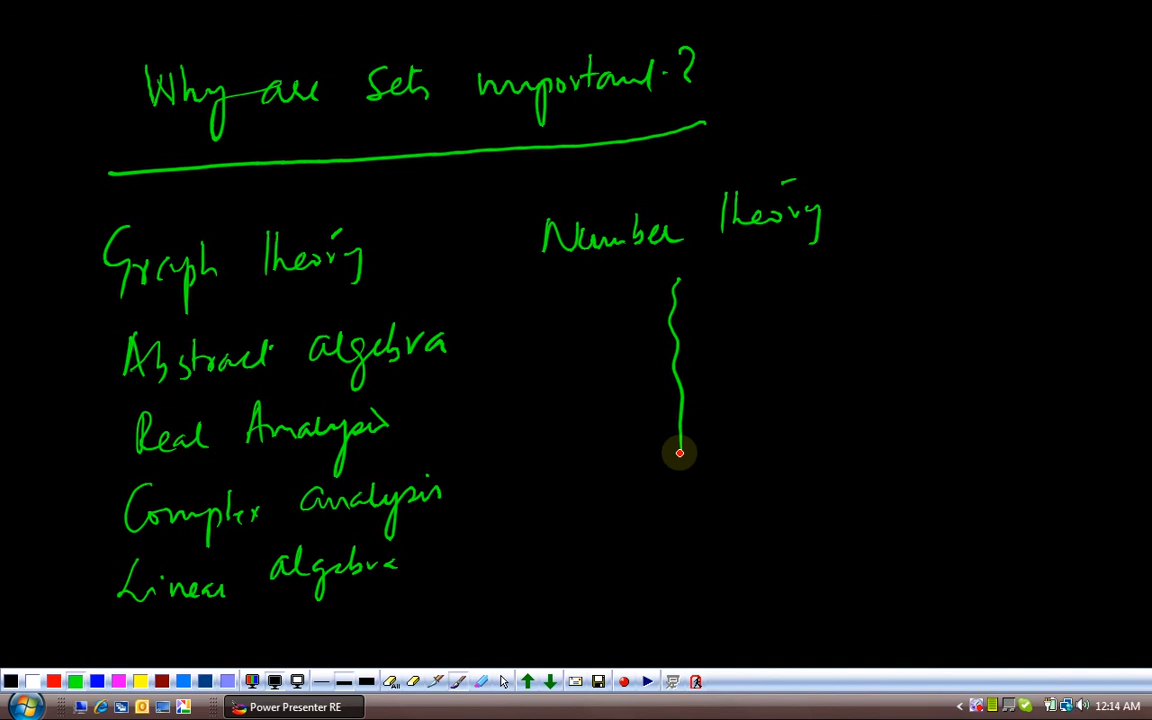 Why are sets important.?
Graph theory
Number theory
Abstract algebra
Real Analysis
Complex analysis
Linear algebra
All
Power Presenter RE
12:14 AM